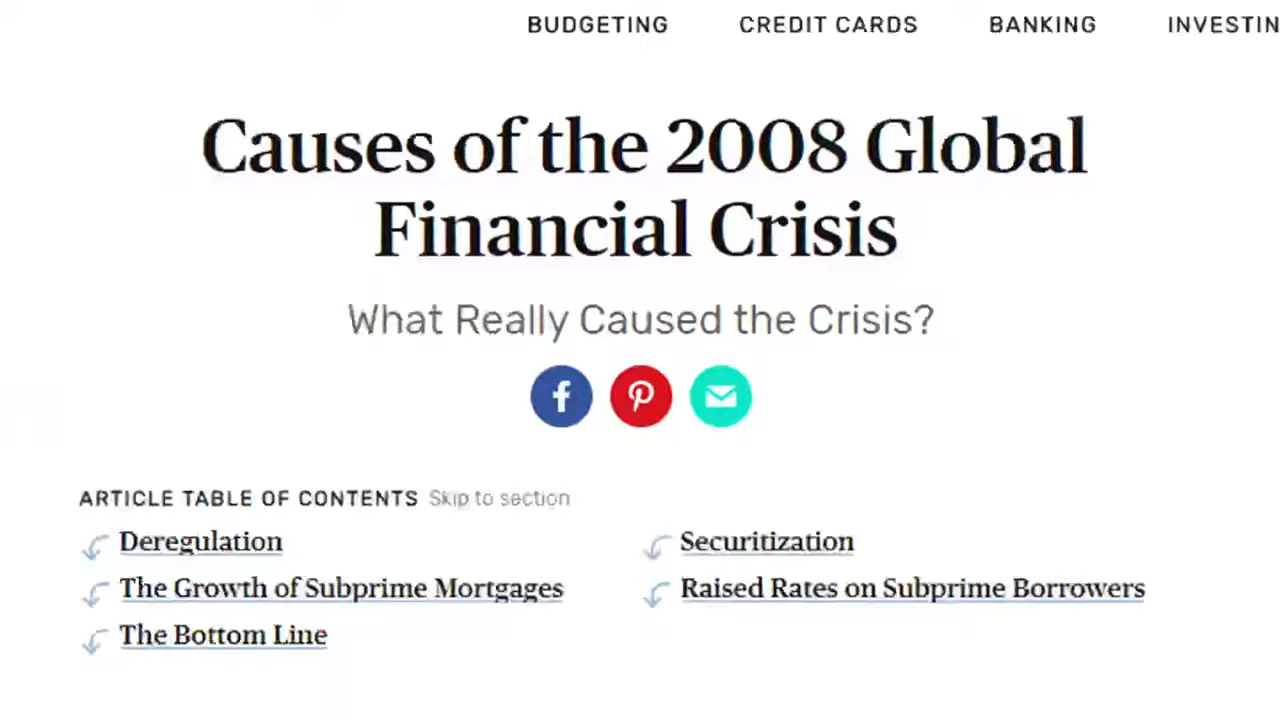 BUDGETING CREDIT CARDS BANKING INVESTIN
Causes of the 2008 Global
Financial Crisis
What Really Caused the Crisis?
ARTICLE TABLE OF CONTENTS Skip to section
Deregulation
Securitization
The Growth of Subprime Mortgages
Raised Rates on Subprime Borrowers
The Bottom Line